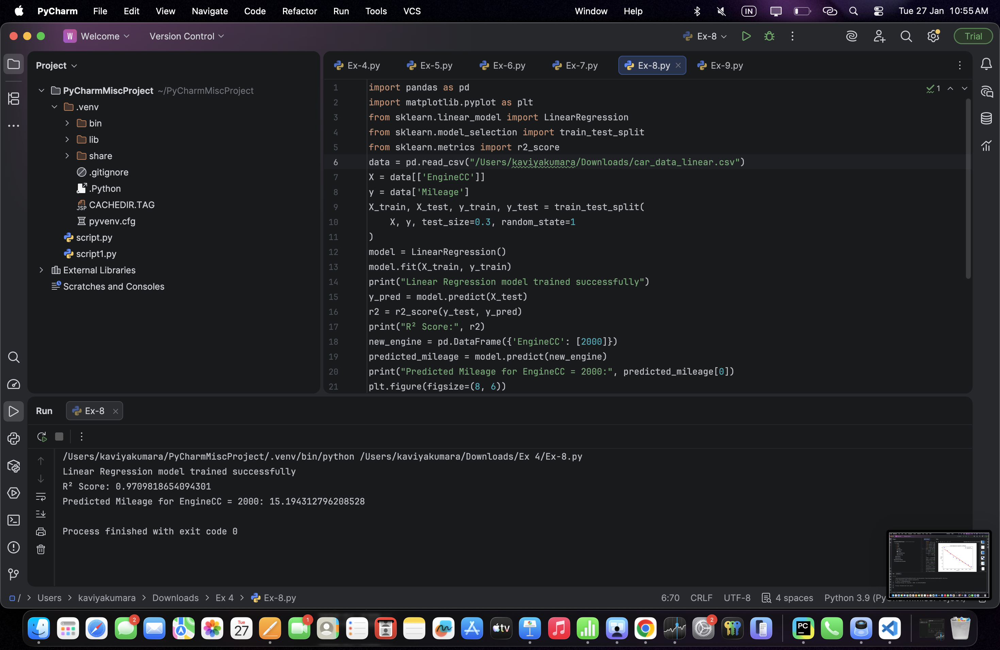 PyCharm File Edit View Navigate Code Refactor Run Tools VCS Window Help IN Tue 27 Jan 10:55 AM
W Welcome Version Control Ex-8 Trial
Project
PyCharmMiscProject ~/PyCharmMiscProject
.venv
bin
lib
share
.gitignore
.Python
JSP CACHEDIR.TAG
pyvenv.cfg
script.py
script1.py
External Libraries
Scratches and Consoles
Ex-4.py Ex-5.py Ex-6.py Ex-7.py Ex-8.py Ex-9.py
1
1 import pandas as pd
2 import matplotlib.pyplot as plt
3 from sklearn.linear_model import LinearRegression
4 from sklearn.model_selection import train_test_split
5 from sklearn.metrics import r2_score
6 data = pd.read_csv("/Users/kaviyakumara/Downloads/car_data_linear.csv")
7 X = data[['EngineCC']]
8 y = data['Mileage']
9 X_train, X_test, y_train, y_test = train_test_split(
10     X, y, test_size=0.3, random_state=1
11 )
12 model = LinearRegression()
13 model.fit(X_train, y_train)
14 print("Linear Regression model trained successfully")
15 y_pred = model.predict(X_test)
16 r2 = r2_score(y_test, y_pred)
17 print("R² Score:", r2)
18 new_engine = pd.DataFrame({'EngineCC': [2000]})
19 predicted_mileage = model.predict(new_engine)
20 print("Predicted Mileage for EngineCC = 2000:", predicted_mileage[0])
21 plt.figure(figsize=(8, 6))
Run Ex-8
/Users/kaviyakumara/PyCharmMiscProject/.venv/bin/python /Users/kaviyakumara/Downloads/Ex 4/Ex-8.py
Linear Regression model trained successfully
R² Score: 0.9709818654094301
Predicted Mileage for EngineCC = 2000: 15.194312796208528
Process finished with exit code 0
/ > Users > kaviyakumara > Downloads > Ex 4 > Ex-8.py 6:70 CRLF UTF-8 4 spaces Python 3.9
2 Tue 27 1 tv 2 PC